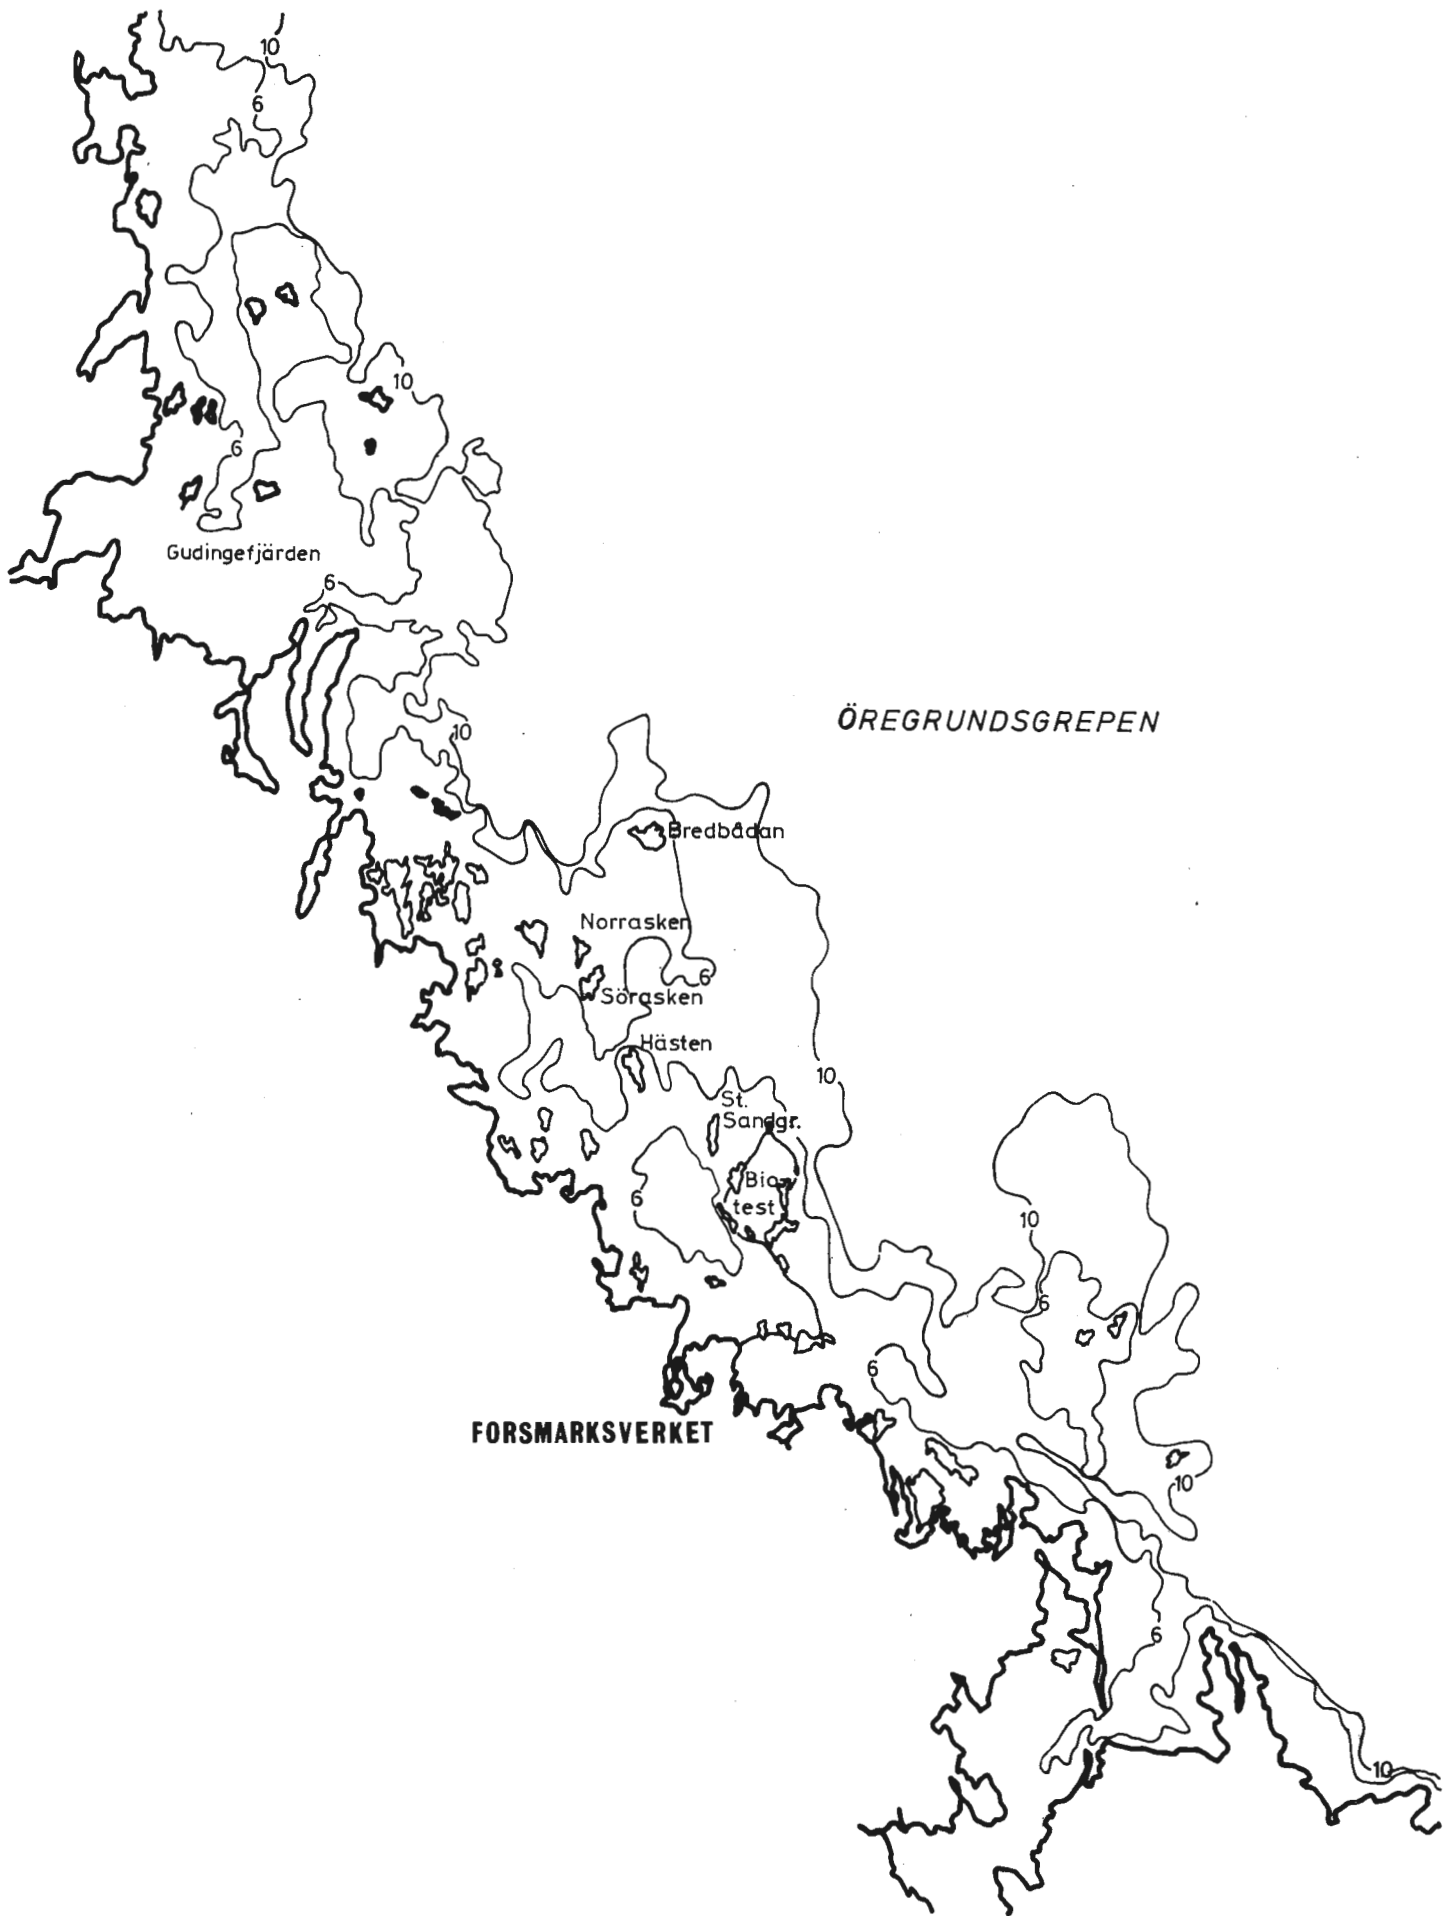 10
6
10
6
Gudingefjärden
6
ÖREGRUNDSGREPEN
10
Bredbådan
Norrasken
6
Sörasken
Hästen
10
St.
Sandgr.
Bio-
test
6
10
6
6
FORSMARKSVERKET
10
6
10